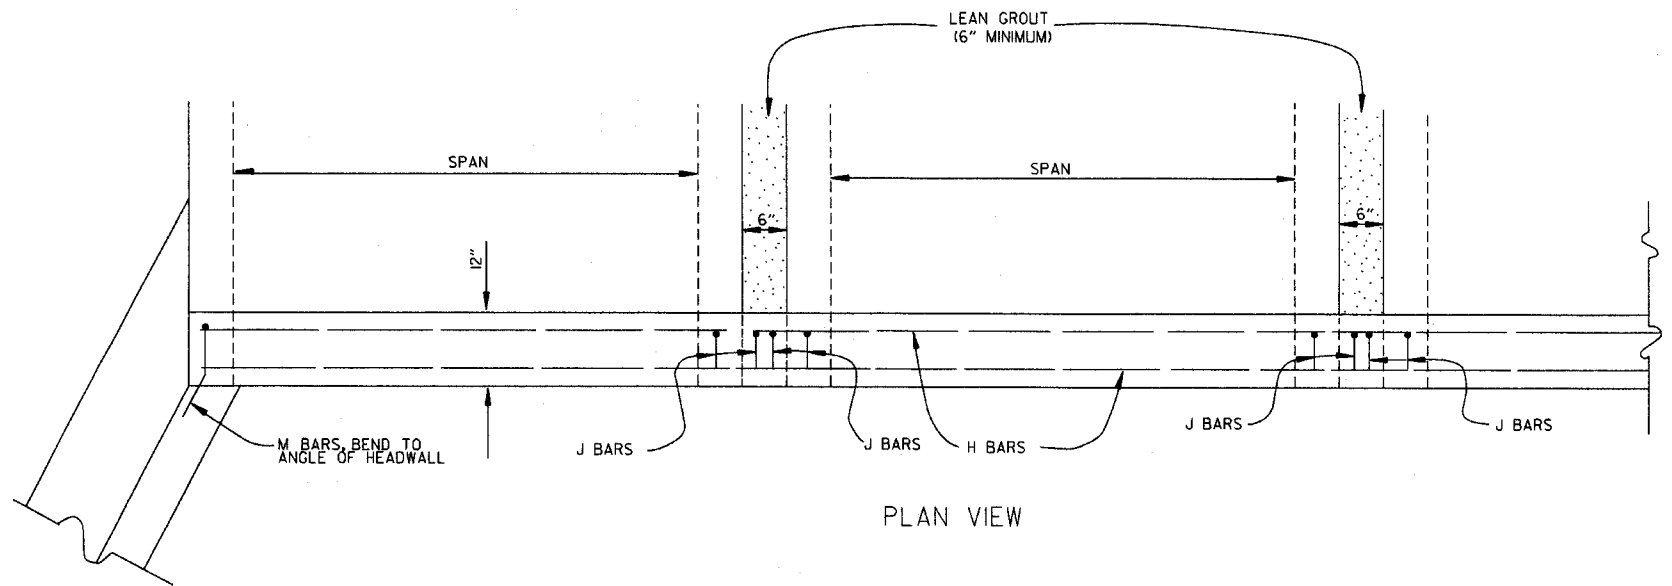 LEAN GROUT
(6" MINIMUM)
SPAN
SPAN
6"
6"
12"
M BARS, BEND TO
ANGLE OF HEADWALL
J BARS
J BARS
H BARS
J BARS
J BARS
PLAN VIEW